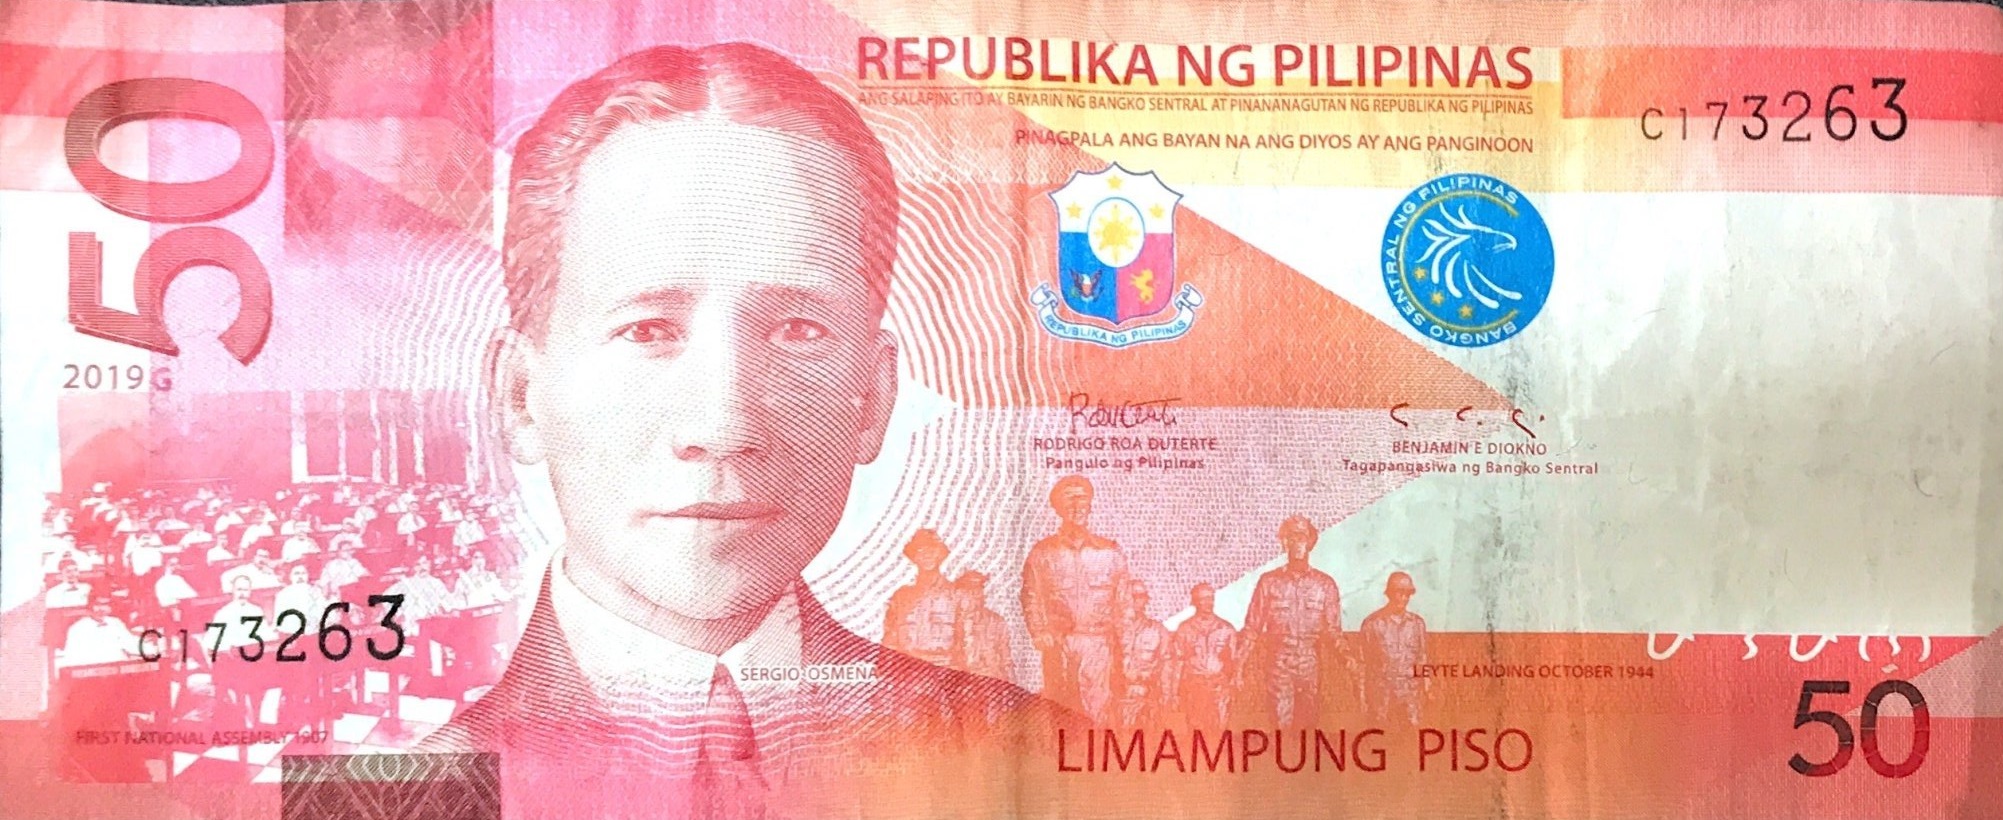 50
2019 G
C173263
FIRST NATIONAL ASSEMBLY 1907
SERGIO OSMEÑA
REPUBLIKA NG PILIPINAS
ANG SALAPING ITO AY BAYARIN NG BANGKO SENTRAL AT PINANANAGUTAN NG REPUBLIKA NG PILIPINAS
PINAGPALA ANG BAYAN NA ANG DIYOS AY ANG PANGINOON
REPUBLIKA NG PILIPINAS
BANGKO SENTRAL NG PILIPINAS
C173263
RODRIGO ROA DUTERTE
Pangulo ng Pilipinas
BENJAMIN E DIOKNO
Tagapangasiwa ng Bangko Sentral
LEYTE LANDING OCTOBER 1944
LIMAMPUNG PISO
50